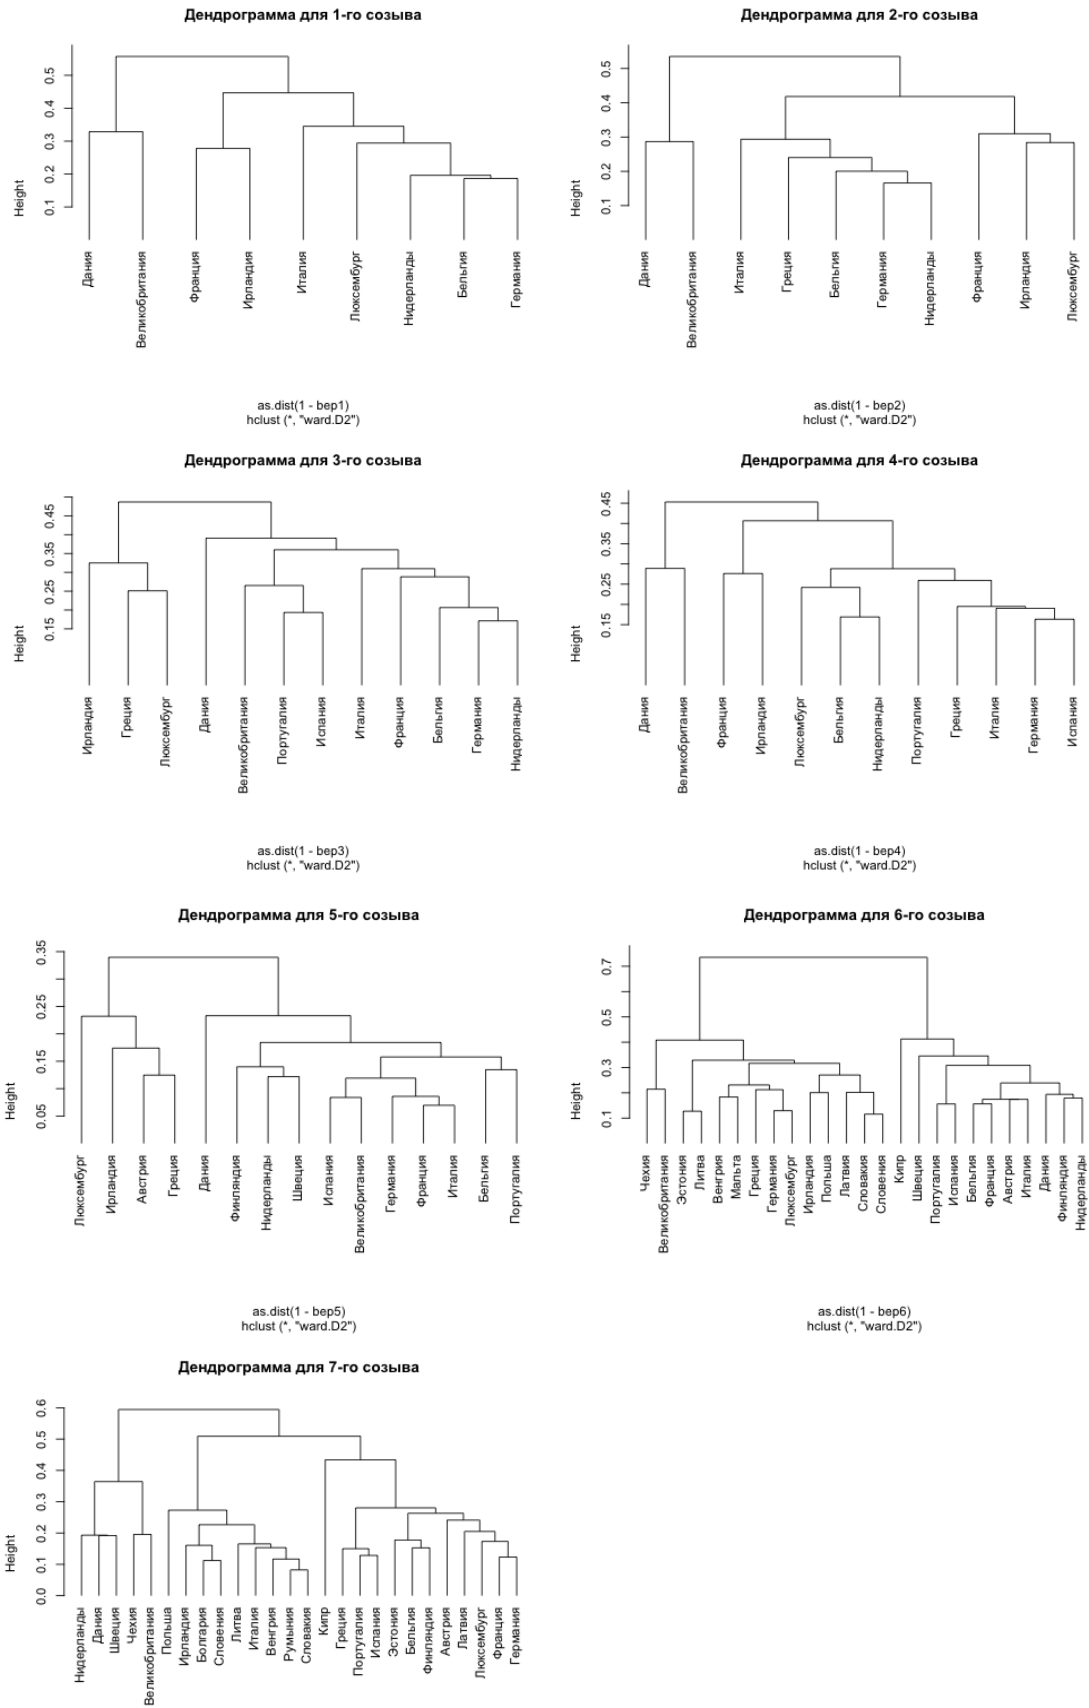 Дендрограмма для 1-го созыва
Height
0.1 0.2 0.3 0.4 0.5
Дания
Великобритания
Франция
Ирландия
Италия
Люксембург
Нидерланды
Бельгия
Германия
as.dist(1 - bep1)
hclust (*, "ward.D2")
Дендрограмма для 2-го созыва
Height
0.1 0.2 0.3 0.4 0.5
Дания
Великобритания
Италия
Греция
Бельгия
Германия
Нидерланды
Франция
Ирландия
Люксембург
as.dist(1 - bep2)
hclust (*, "ward.D2")
Дендрограмма для 3-го созыва
Height
0.15 0.25 0.35 0.45
Ирландия
Греция
Люксембург
Дания
Великобритания
Португалия
Испания
Италия
Франция
Бельгия
Германия
Нидерланды
as.dist(1 - bep3)
hclust (*, "ward.D2")
Дендрограмма для 4-го созыва
Height
0.15 0.25 0.35 0.45
Дания
Великобритания
Франция
Ирландия
Люксембург
Бельгия
Нидерланды
Португалия
Греция
Италия
Германия
Испания
as.dist(1 - bep4)
hclust (*, "ward.D2")
Дендрограмма для 5-го созыва
Height
0.05 0.15 0.25 0.35
Люксембург
Ирландия
Австрия
Греция
Дания
Финляндия
Нидерланды
Швеция
Испания
Великобритания
Германия
Франция
Италия
Бельгия
Португалия
as.dist(1 - bep5)
hclust (*, "ward.D2")
Дендрограмма для 6-го созыва
Height
0.1 0.3 0.5 0.7
Чехия
Великобритания
Эстония
Литва
Венгрия
Мальта
Греция
Германия
Люксембург
Ирландия
Польша
Латвия
Словакия
Словения
Кипр
Швеция
Португалия
Испания
Бельгия
Франция
Австрия
Италия
Дания
Финляндия
Нидерланды
as.dist(1 - bep6)
hclust (*, "ward.D2")
Дендрограмма для 7-го созыва
Height
0.0 0.1 0.2 0.3 0.4 0.5 0.6
Нидерланды
Дания
Швеция
Чехия
Великобритания
Польша
Ирландия
Болгария
Словения
Литва
Италия
Венгрия
Румыния
Словакия
Кипр
Греция
Португалия
Испания
Эстония
Бельгия
Финляндия
Австрия
Латвия
Люксембург
Франция
Германия